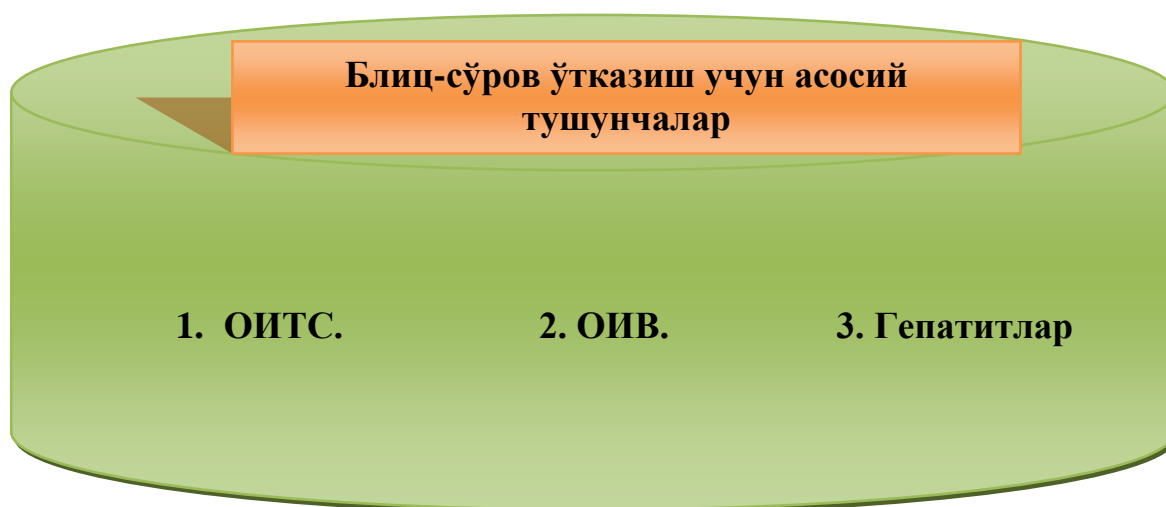 Блиц-сўров ўтказиш учун асосий
тушунчалар
1. ОИТС. 2. ОИВ. 3. Гепатитлар